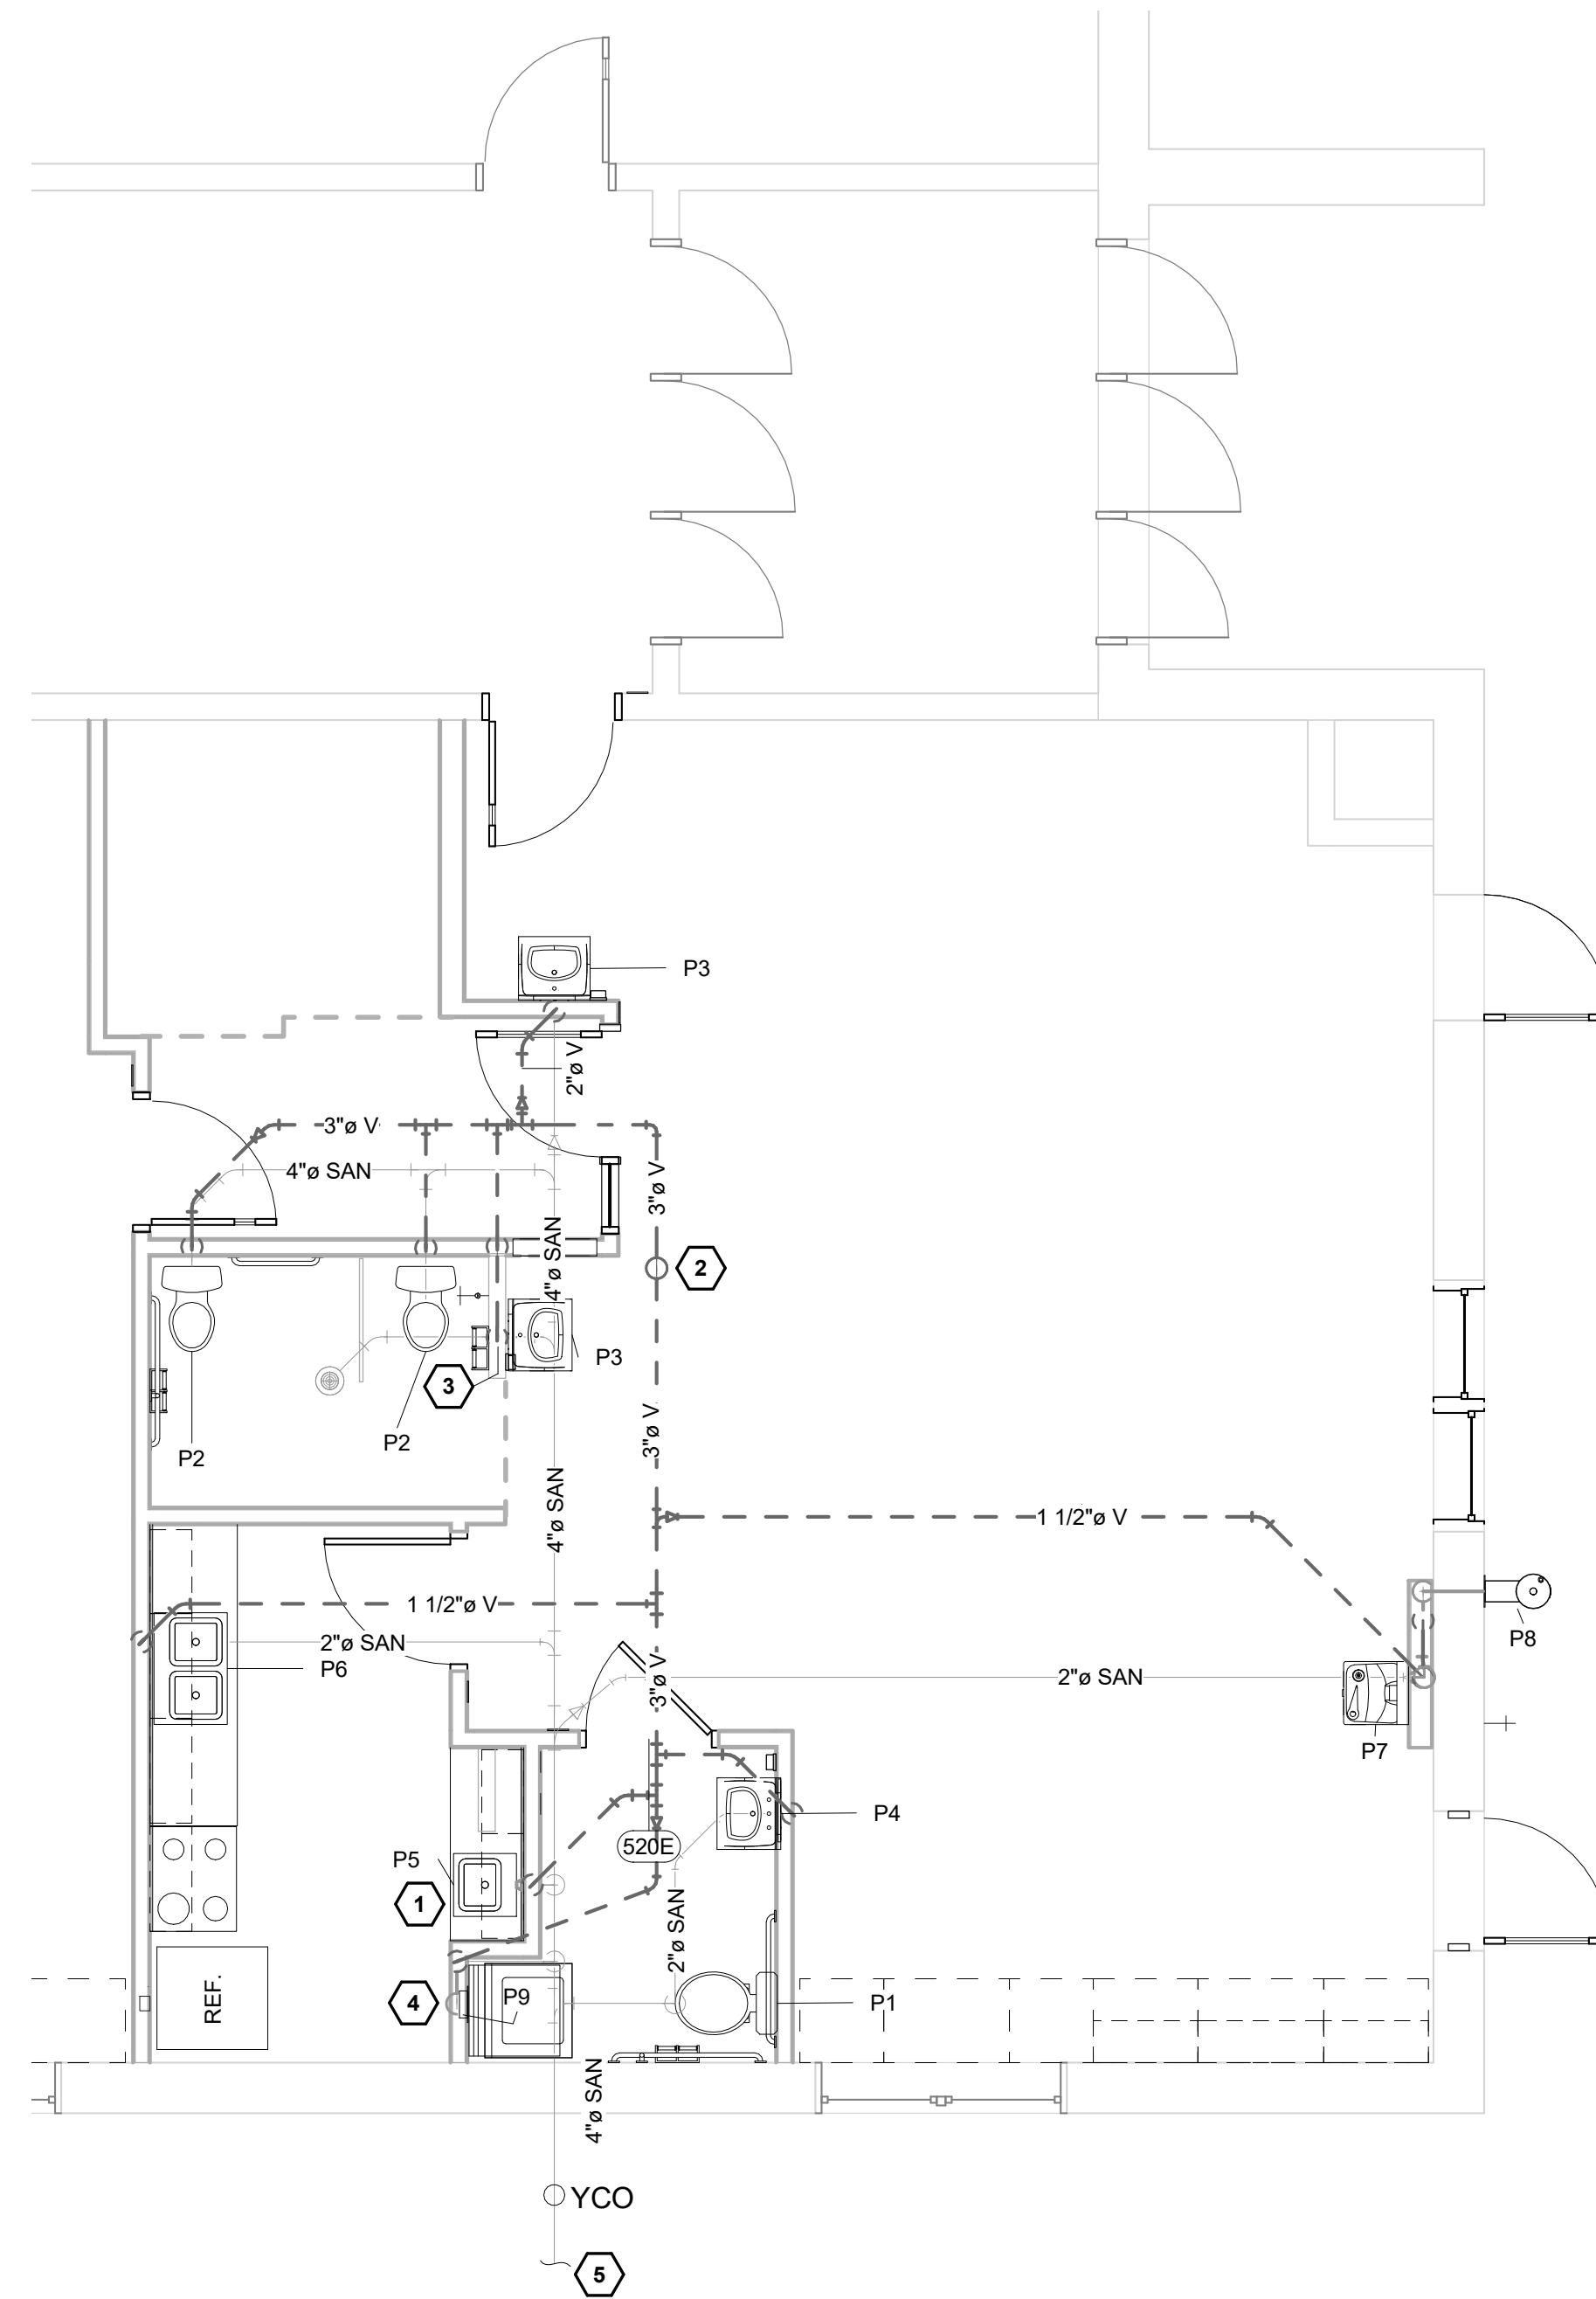 P3
2"ø V
3"ø V
4"ø SAN
3"ø V
4"ø SAN
2
P3
3
P2
P2
3"ø V
4"ø SAN
1 1/2"ø V
1 1/2"ø V
2"ø SAN
P6
P8
3"ø V
2"ø SAN
P7
P4
520E
P5
1
2"ø SAN
REF.
4
P9
P1
4"ø SAN
YCO
5